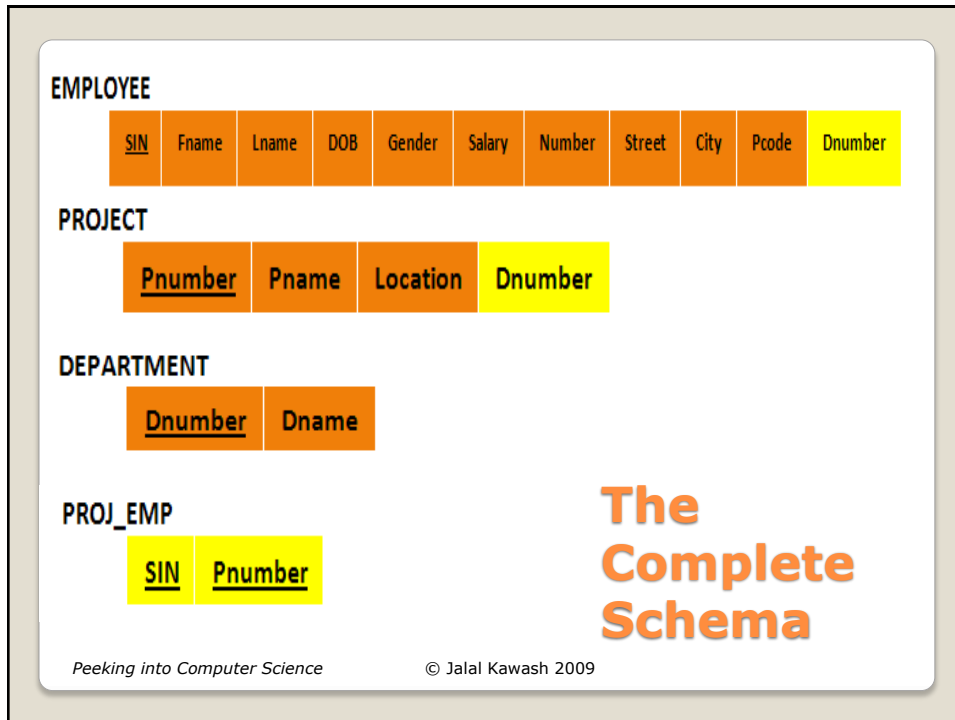 EMPLOYEE
SIN Fname Lname DOB Gender Salary Number Street City Pcode Dnumber
PROJECT
Pnumber Pname Location Dnumber
DEPARTMENT
Dnumber Dname
PROJ_EMP
SIN Pnumber
The
Complete
Schema
Peeking into Computer Science © Jalal Kawash 2009